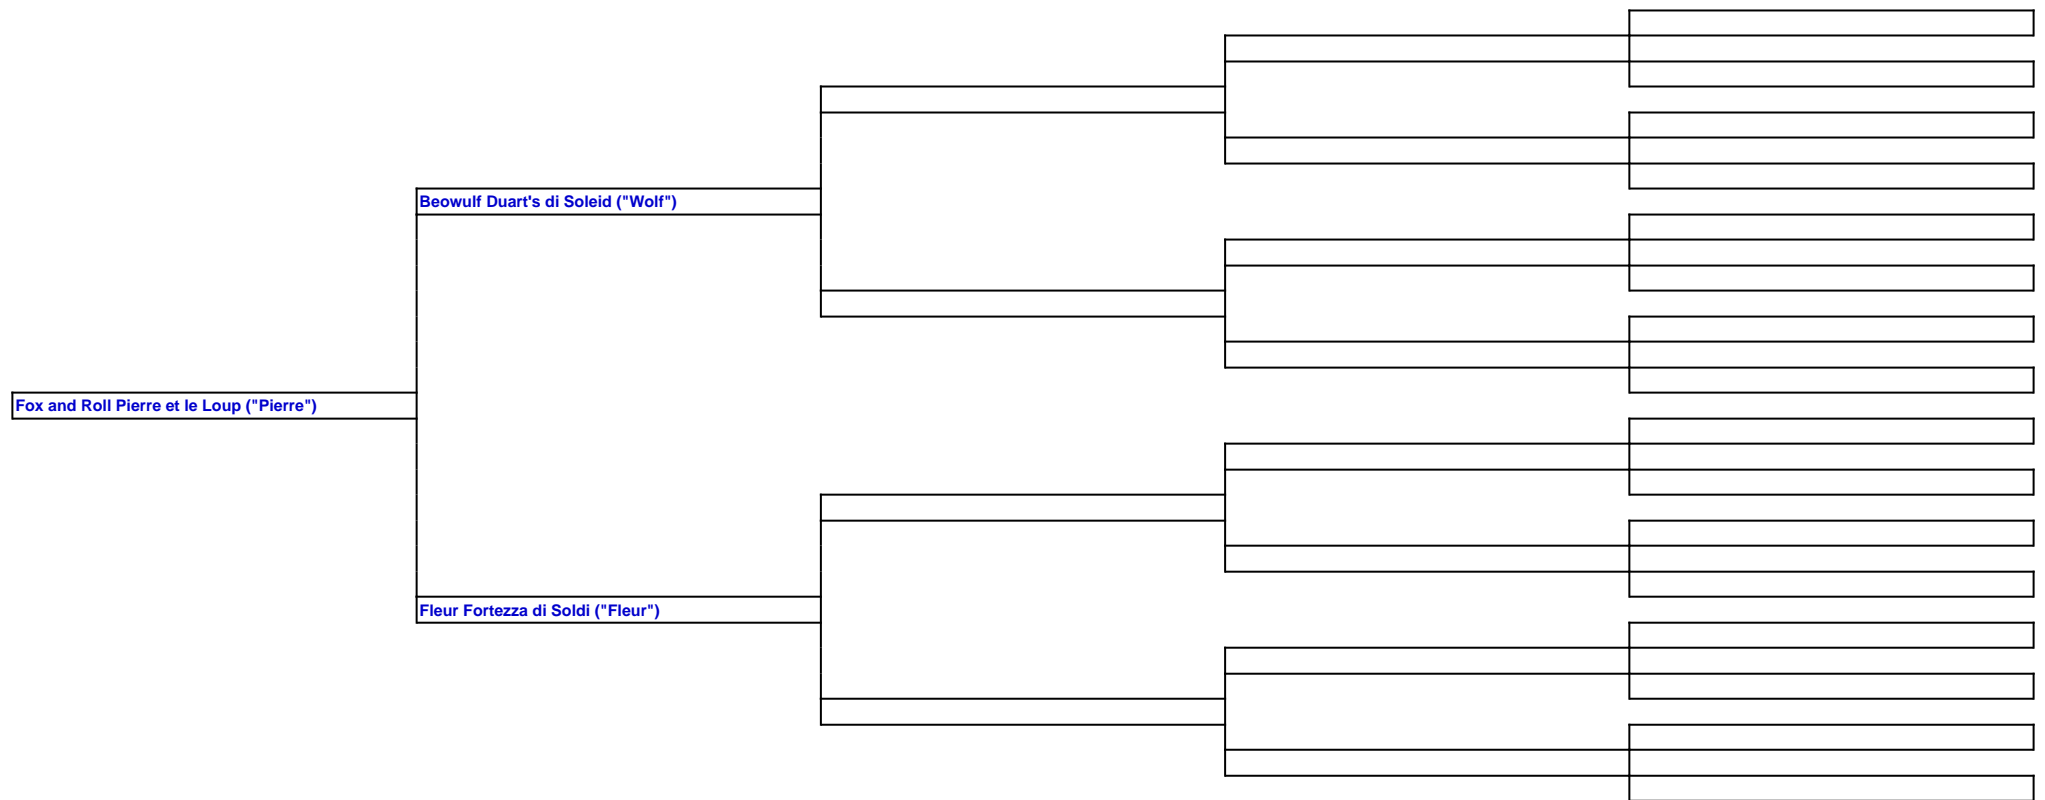 Beowulf Duart's di Soleid ("Wolf")
Fox and Roll Pierre et le Loup ("Pierre")
Fleur Fortezza di Soldi ("Fleur")